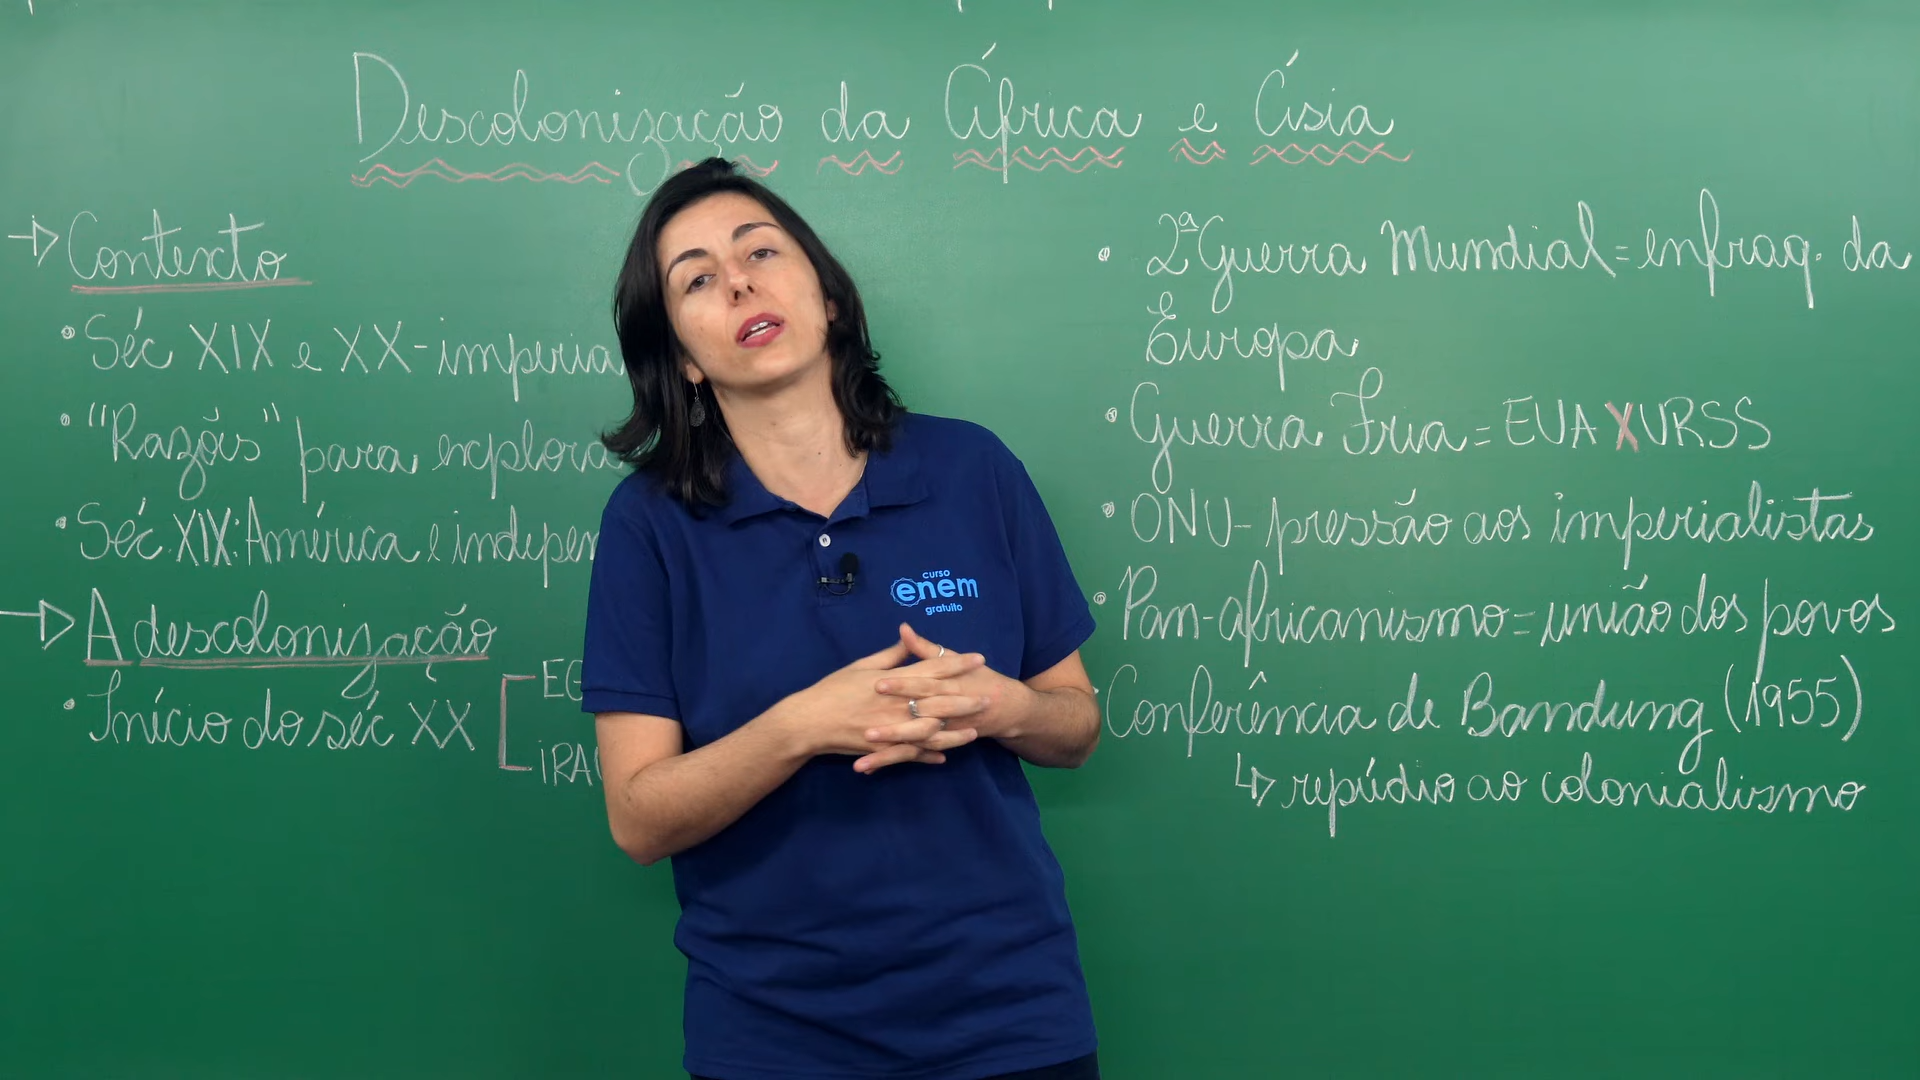 Descolonização da África e Ásia
Contexto
Séc XIX e XX - imperia
"Razões" para explora
Séc. XIX: América é indepen
A descolonização
Início do séc XX
EG
IRAQ
2ª Guerra Mundial = enfraq. da
Europa
Guerra Fria = EUA X URSS
ONU - pressão aos imperialistas
Pan-africanismo = união dos povos
Conferência de Bandung (1955)
↳ repúdio ao colonialismo
curso
enem
gratuito